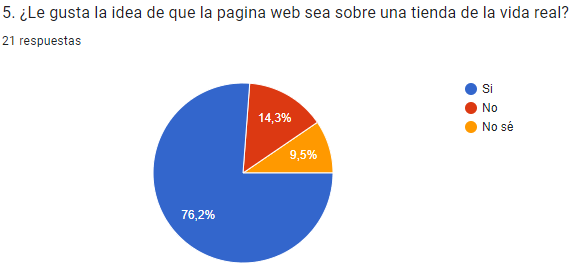 5. ¿Le gusta la idea de que la pagina web sea sobre una tienda de la vida real?
21 respuestas
Si
No
No sé
14,3%
9,5%
76,2%